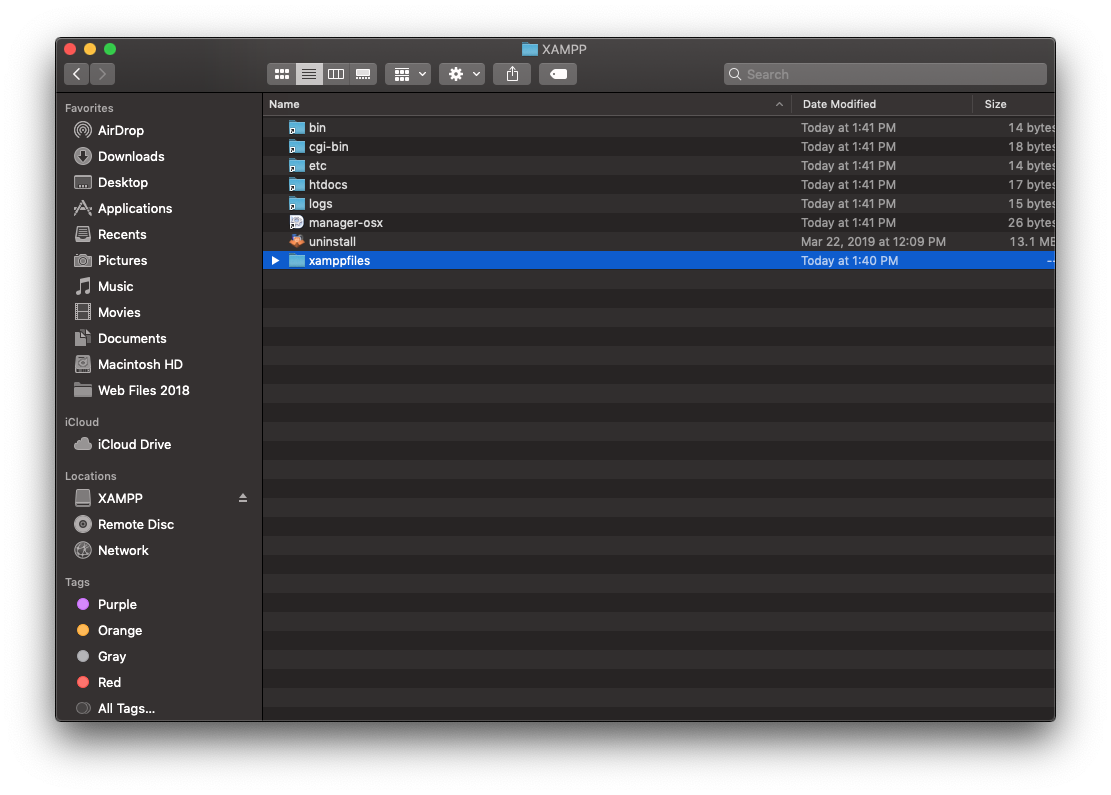 XAMPP
Search
Favorites
AirDrop
Downloads
Desktop
Applications
Recents
Pictures
Music
Movies
Documents
Macintosh HD
Web Files 2018
iCloud
iCloud Drive
Locations
XAMPP
Remote Disc
Network
Tags
Purple
Orange
Gray
Red
All Tags...
Name Date Modified Size
bin Today at 1:41 PM 14 bytes
cgi-bin Today at 1:41 PM 18 bytes
etc Today at 1:41 PM 14 bytes
htdocs Today at 1:41 PM 17 bytes
logs Today at 1:41 PM 15 bytes
manager-osx Today at 1:41 PM 26 bytes
uninstall Mar 22, 2019 at 12:09 PM 13.1 MB
xamppfiles Today at 1:40 PM --